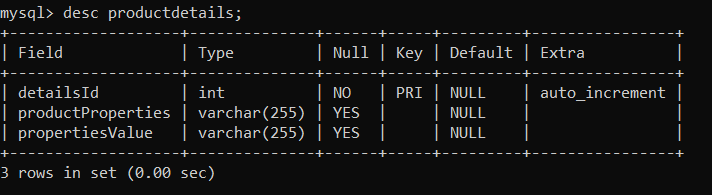 mysql> desc productdetails;
+-------------------+--------------+------+-----+---------+----------------+
| Field             | Type         | Null | Key | Default | Extra          |
+-------------------+--------------+------+-----+---------+----------------+
| detailsId         | int          | NO   | PRI | NULL    | auto_increment |
| productProperties | varchar(255) | YES  |     | NULL    |                |
| propertiesValue   | varchar(255) | YES  |     | NULL    |                |
+-------------------+--------------+------+-----+---------+----------------+
3 rows in set (0.00 sec)